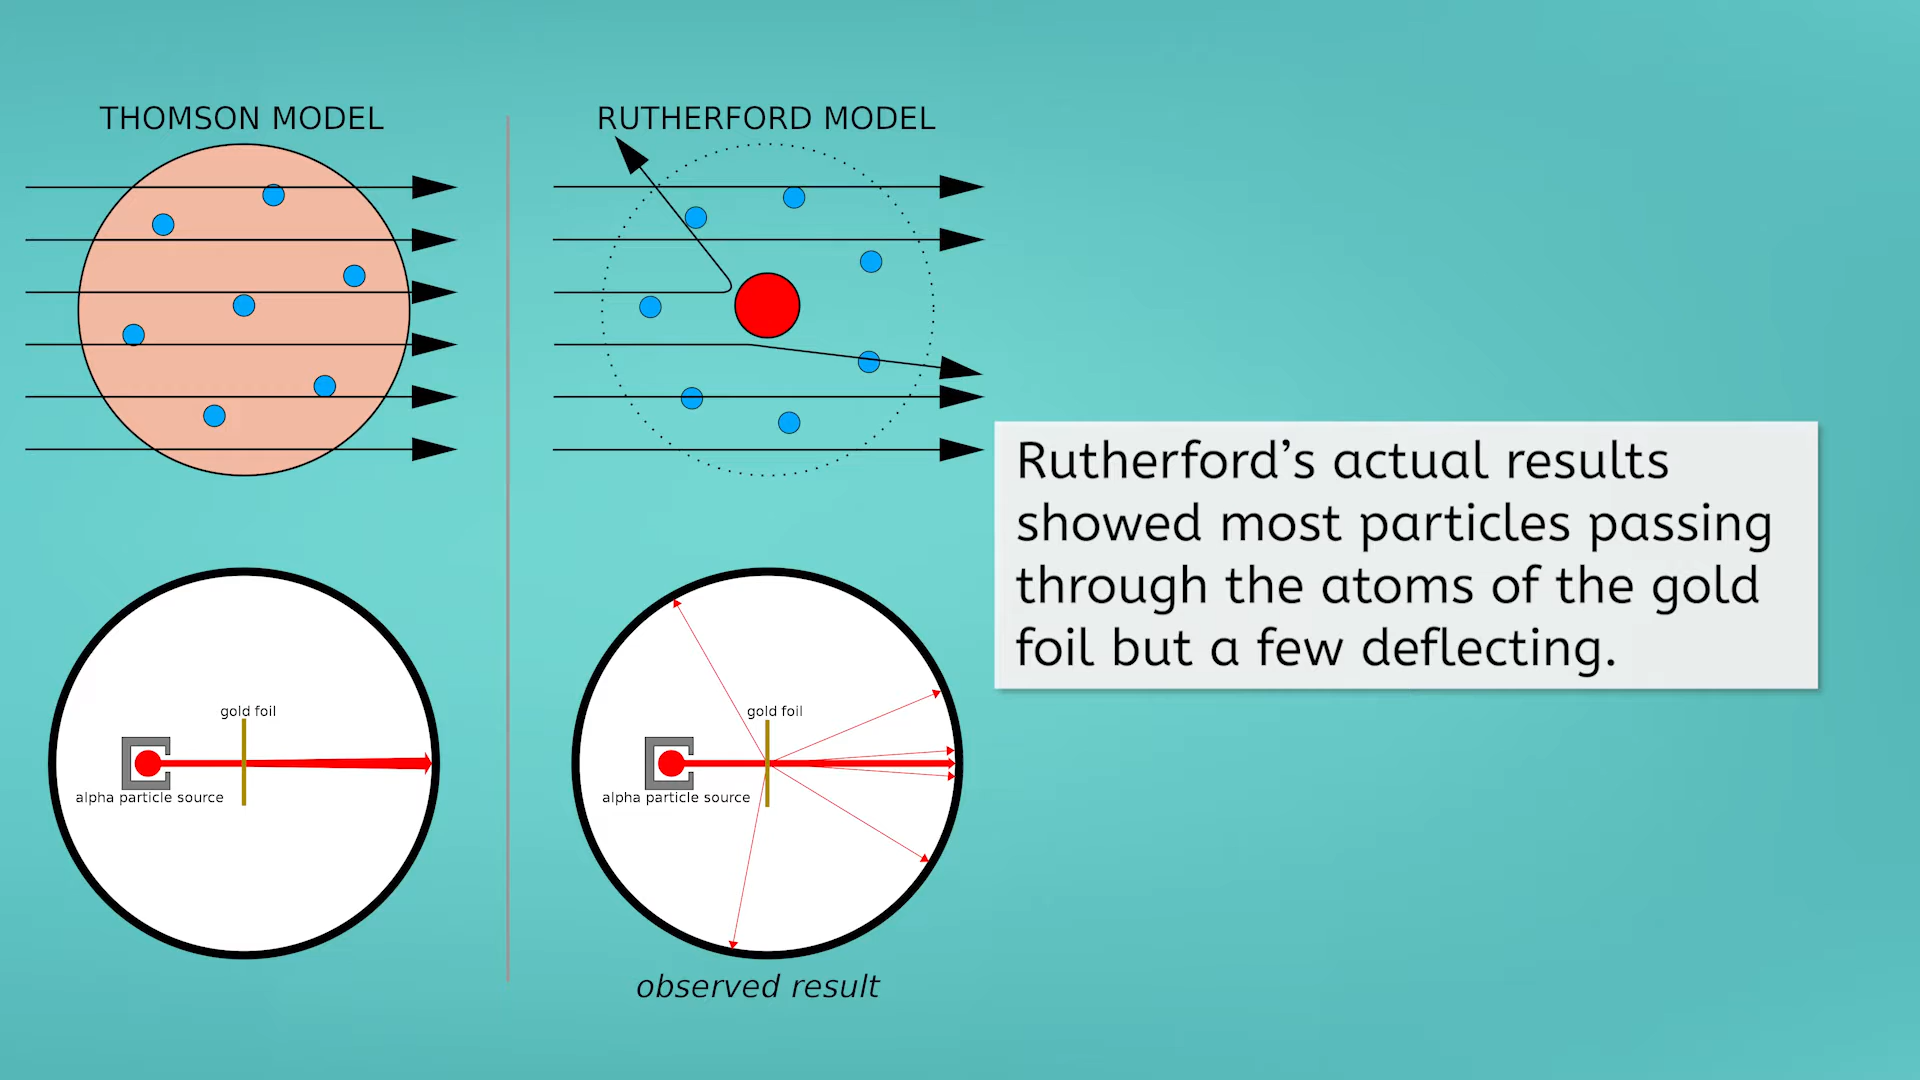 THOMSON MODEL
RUTHERFORD MODEL
Rutherford’s actual results
showed most particles passing
through the atoms of the gold
foil but a few deflecting.
gold foil
alpha particle source
gold foil
alpha particle source
observed result